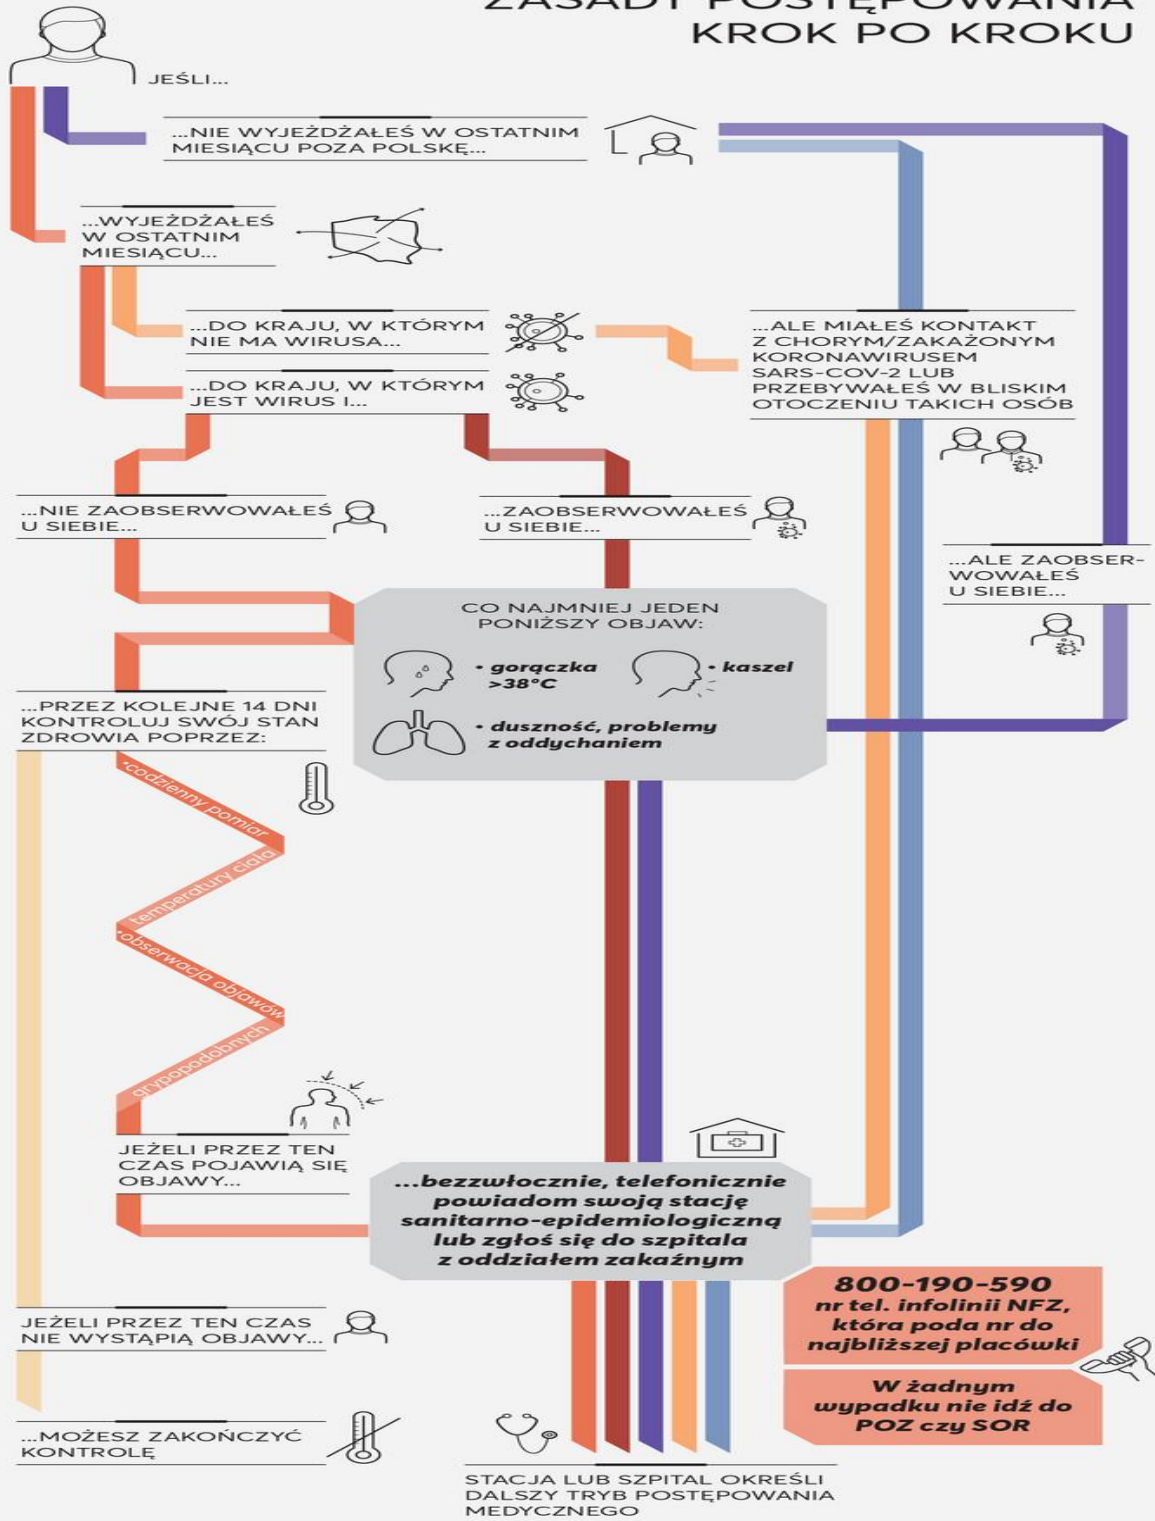 ZASADY POSTĘPOWANIA
KROK PO KROKU
JEŚLI...
...NIE WYJEŻDŻAŁEŚ W OSTATNIM
MIESIĄCU POZA POLSKĘ...
...WYJEŻDŻAŁEŚ
W OSTATNIM
MIESIĄCU...
...DO KRAJU, W KTÓRYM
NIE MA WIRUSA...
...DO KRAJU, W KTÓRYM
JEST WIRUS I...
...ALE MIAŁEŚ KONTAKT
Z CHORYM/ZAKAŻONYM
KORONAWIRUSEM
SARS-COV-2 LUB
PRZEBYWAŁEŚ W BLISKIM
OTOCZENIU TAKICH OSÓB
...NIE ZAOBSERWOWAŁEŚ
U SIEBIE...
...ZAOBSERWOWAŁEŚ
U SIEBIE...
...ALE ZAOBSER-
WOWAŁEŚ
U SIEBIE...
CO NAJMNIEJ JEDEN
PONIŻSZY OBJAW:
• gorączka
>38°C
• kaszel
• duszność, problemy
z oddychaniem
...PRZEZ KOLEJNE 14 DNI
KONTROLUJ SWÓJ STAN
ZDROWIA POPRZEZ:
•codzienny pomiar
temperatury ciała
•obserwacja objawów
grypopodobnych
JEŻELI PRZEZ TEN
CZAS POJAWIĄ SIĘ
OBJAWY...
...bezzwłocznie, telefonicznie
powiadom swoją stację
sanitarno-epidemiologiczną
lub zgłoś się do szpitala
z oddziałem zakaźnym
800-190-590
nr tel. infolinii NFZ,
która poda nr do
najbliższej placówki
W żadnym
wypadku nie idź do
POZ czy SOR
JEŻELI PRZEZ TEN CZAS
NIE WYSTĄPIĄ OBJAWY...
...MOŻESZ ZAKOŃCZYĆ
KONTROLĘ
STACJA LUB SZPITAL OKREŚLI
DALSZY TRYB POSTĘPOWANIA
MEDYCZNEGO